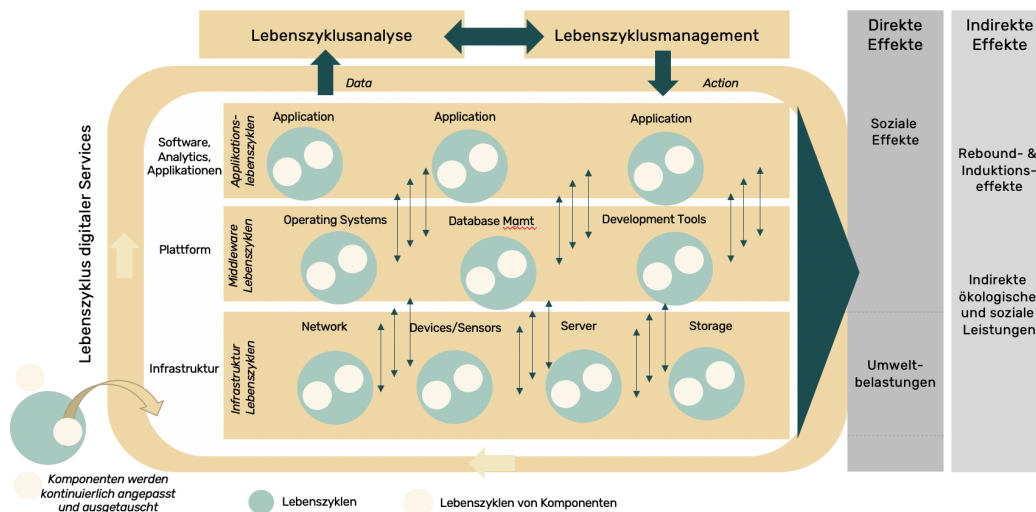 Lebenszyklusanalyse
Lebenszyklusmanagement
Direkte
Effekte
Indirekte
Effekte
Data
Action
Lebenszyklus digitaler Services
Software,
Analytics,
Applikationen
Applikations-
lebenszyklen
Application
Application
Application
Soziale
Effekte
Rebound- &
Induktions-
effekte
Plattform
Middleware
Lebenszyklen
Operating Systems
Database Mgmt
Development Tools
Indirekte
ökologische
und soziale
Leistungen
Infrastruktur
Infrastruktur
Lebenszyklen
Network
Devices/Sensors
Server
Storage
Umwelt-
belastungen
Komponenten werden
kontinuierlich angepasst
und ausgetauscht
Lebenszyklen
Lebenszyklen von Komponenten